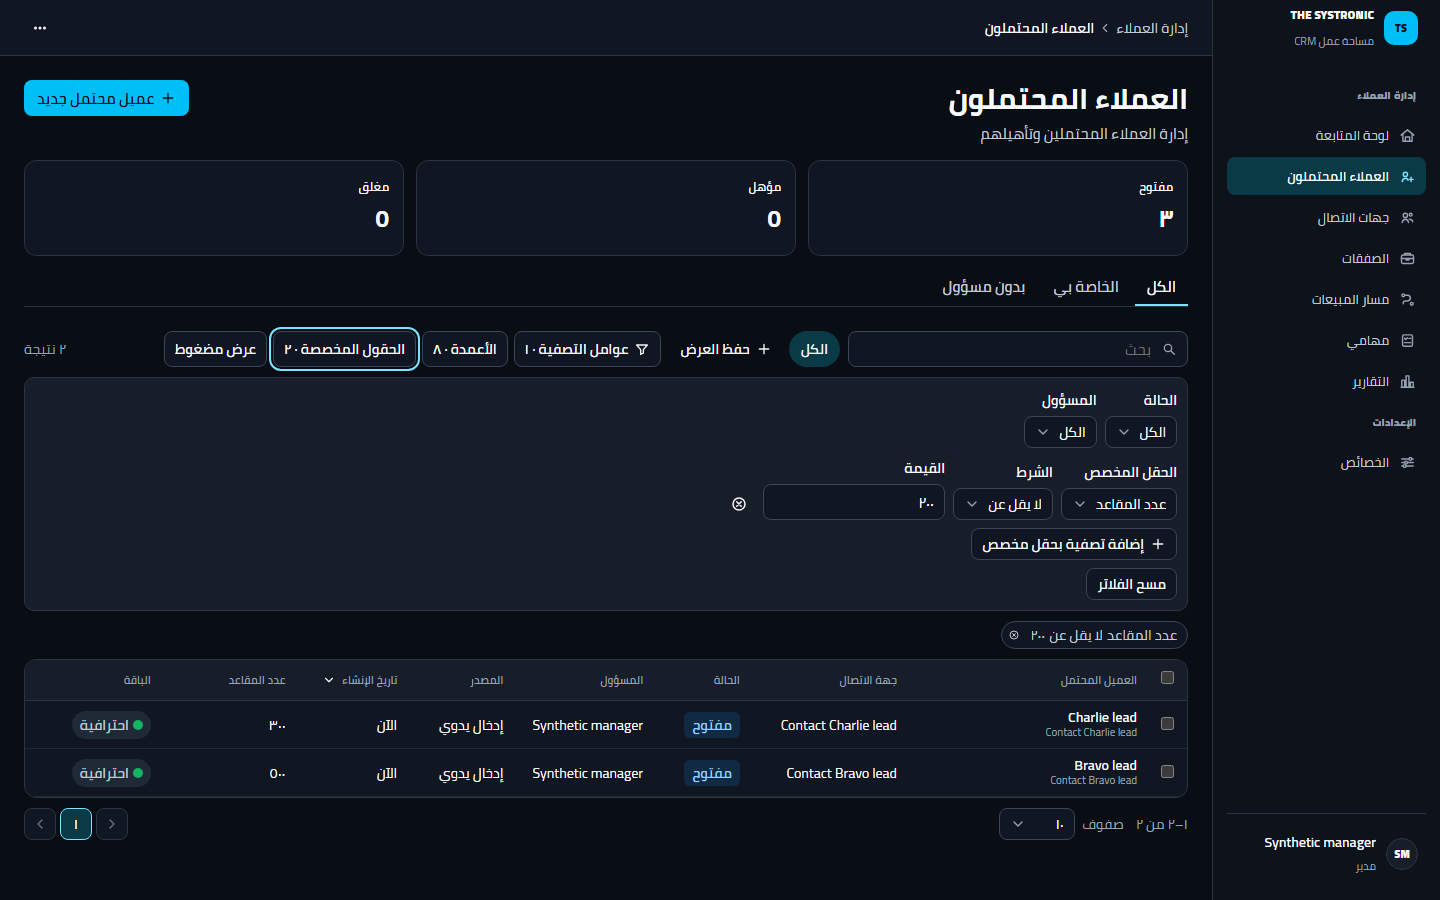 THE SYSTRONIC
TS
مساحة عمل CRM
إدارة العملاء
لوحة المتابعة
العملاء المحتملون
جهات الاتصال
الصفقات
مسار المبيعات
مهامي
التقارير
الإعدادات
الخصائص
Synthetic manager
SM
مدير
إدارة العملاء
العملاء المحتملون
العملاء المحتملون
عميل محتمل جديد
إدارة العملاء المحتملين وتأهيلهم
مفتوح
٣
مؤهل
٠
مغلق
٠
الكل
الخاصة بي
بدون مسؤول
بحث
الكل
حفظ العرض
عوامل التصفية · ١
الأعمدة · ٨
الحقول المخصصة · ٢
عرض مضغوط
٢ نتيجة
الحالة
المسؤول
الكل
الكل
الحقل المخصص
الشرط
القيمة
عدد المقاعد
لا يقل عن
٢٠٠
إضافة تصفية بحقل مخصص
مسح الفلاتر
عدد المقاعد لا يقل عن ٢٠٠
العميل المحتمل
جهة الاتصال
الحالة
المسؤول
المصدر
تاريخ الإنشاء
عدد المقاعد
الباقة
Charlie lead
Contact Charlie lead
Contact Charlie lead
مفتوح
Synthetic manager
إدخال يدوي
الآن
٣٠٠
احترافية
Bravo lead
Contact Bravo lead
Contact Bravo lead
مفتوح
Synthetic manager
إدخال يدوي
الآن
٥٠٠
احترافية
١–٢ من ٢
صفوف
١٠
١